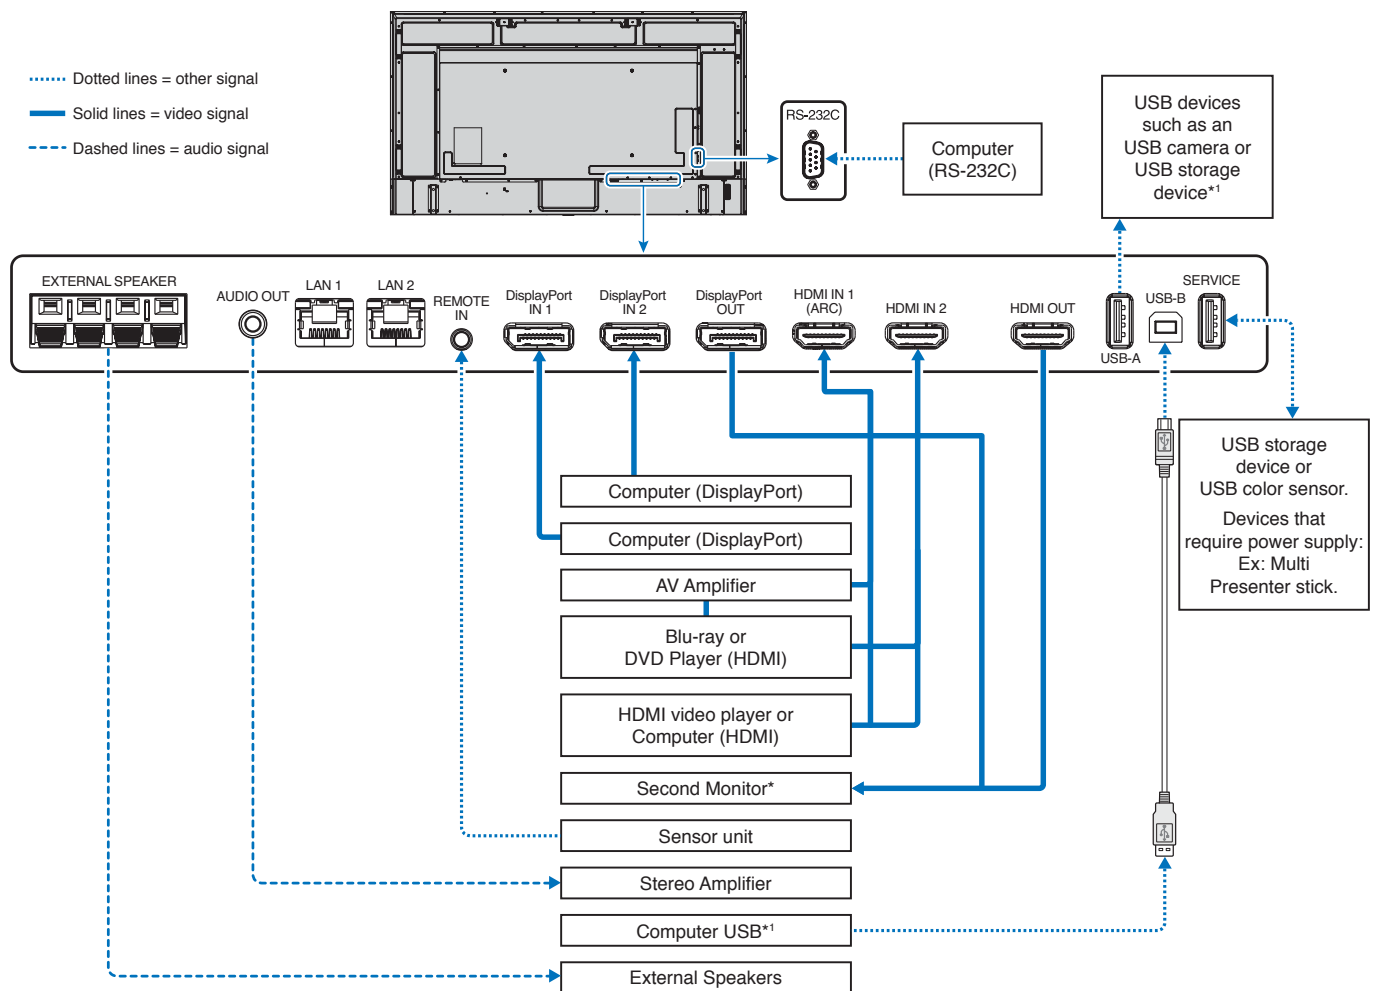 Dotted lines = other signal
Solid lines = video signal
Dashed lines = audio signal
RS-232C
Computer
(RS-232C)
USB devices
such as an
USB camera or
USB storage
device*1
EXTERNAL SPEAKER
AUDIO OUT
LAN 1
LAN 2
REMOTE
IN
DisplayPort
IN 1
DisplayPort
IN 2
DisplayPort
OUT
HDMI IN 1
(ARC)
HDMI IN 2
HDMI OUT
USB-A
USB-B
SERVICE
USB storage
device or
USB color sensor.
Devices that
require power supply:
Ex: Multi
Presenter stick.
Computer (DisplayPort)
Computer (DisplayPort)
AV Amplifier
Blu-ray or
DVD Player (HDMI)
HDMI video player or
Computer (HDMI)
Second Monitor*
Sensor unit
Stereo Amplifier
Computer USB*1
External Speakers